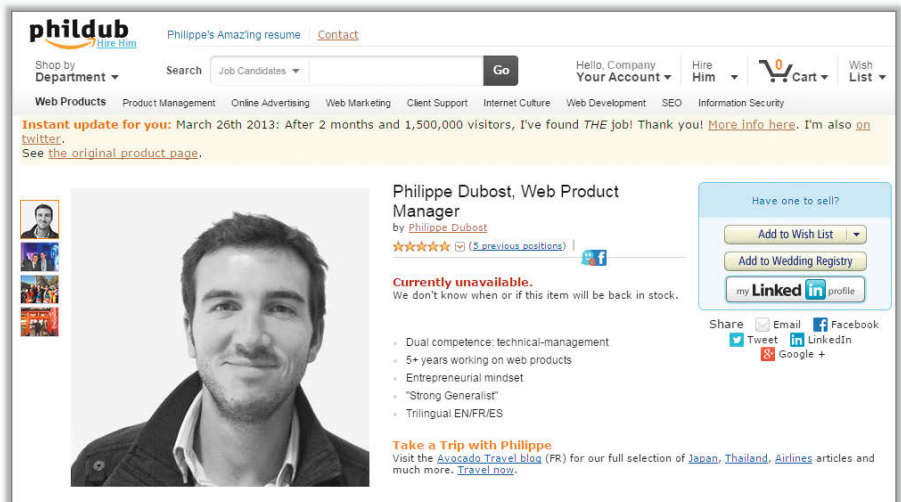 phildub
Hire Him
Philippe's Amaz'ing resume Contact
Shop by
Department
Search Job Candidates Go
Hello, Company
Your Account
Hire
Him
0
Cart
Wish
List
Web Products Product Management Online Advertising Web Marketing Client Support Internet Culture Web Development SEO Information Security
Instant update for you: March 26th 2013: After 2 months and 1,500,000 visitors, I've found THE job! Thank you! More info here. I'm also on
twitter.
See the original product page.
Philippe Dubost, Web Product
Manager
by Philippe Dubost
(5 previous positions)
Currently unavailable.
We don't know when or if this item will be back in stock.
Dual competence: technical-management
5+ years working on web products
Entrepreneurial mindset
"Strong Generalist"
Trilingual EN/FR/ES
Take a Trip with Philippe
Visit the Avocado Travel blog (FR) for our full selection of Japan, Thailand, Airlines articles and
much more. Travel now.
Have one to sell?
Add to Wish List
Add to Wedding Registry
my Linked in profile
Share Email Facebook
Tweet LinkedIn
Google +